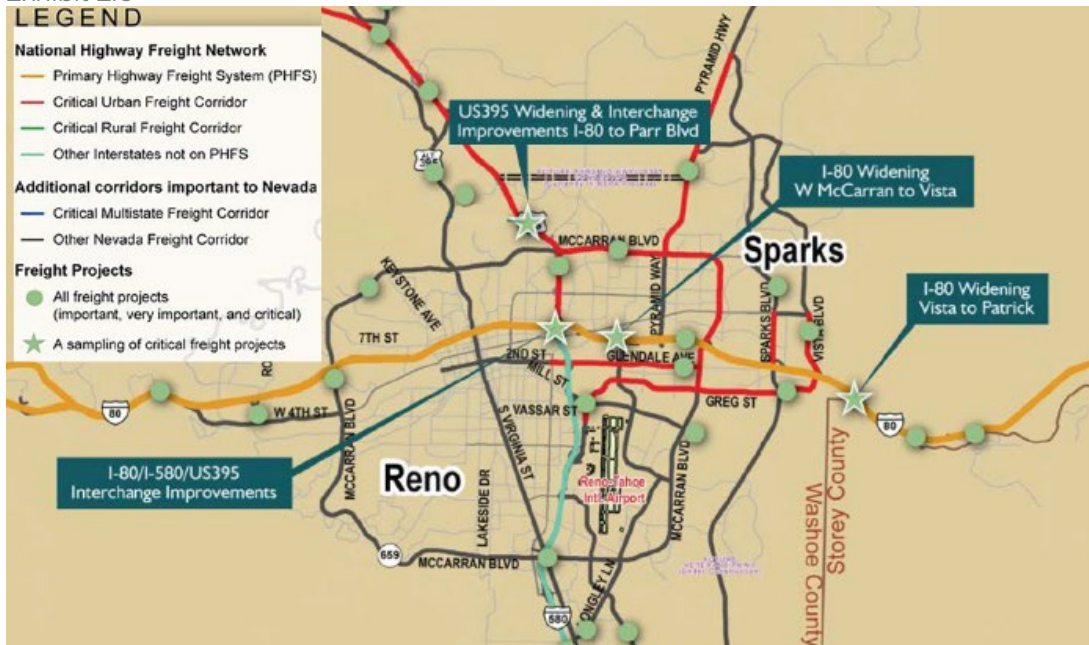 LEGEND
National Highway Freight Network
Primary Highway Freight System (PHFS)
Critical Urban Freight Corridor
Critical Rural Freight Corridor
Other Interstates not on PHFS
Additional corridors important to Nevada
Critical Multistate Freight Corridor
Other Nevada Freight Corridor
Freight Projects
All freight projects
(important, very important, and critical)
A sampling of critical freight projects
PYRAMID HWY
US395 Widening & Interchange
Improvements I-80 to Parr Blvd
I-80 Widening
W McCarran to Vista
ALT
MCCARRAN BLVD
Sparks
KEYSTONE AVE
PYRAMID WAY
SPARKS BLVD
VISTA BLVD
I-80 Widening
Vista to Patrick
7TH ST
2ND ST
GLENDALE AVE
MILL ST
RD
W 4TH ST
80
VASSAR ST
GREG ST
80
I-80/I-580/US395
Interchange Improvements
MCCARRAN BLVD
Reno
S VIRGINIA ST
LAKESIDE DR
Reno-Tahoe
Intl. Airport
MCCARRAN BLVD
659
MCCARRAN BLVD
580
Storey County
Washoe County